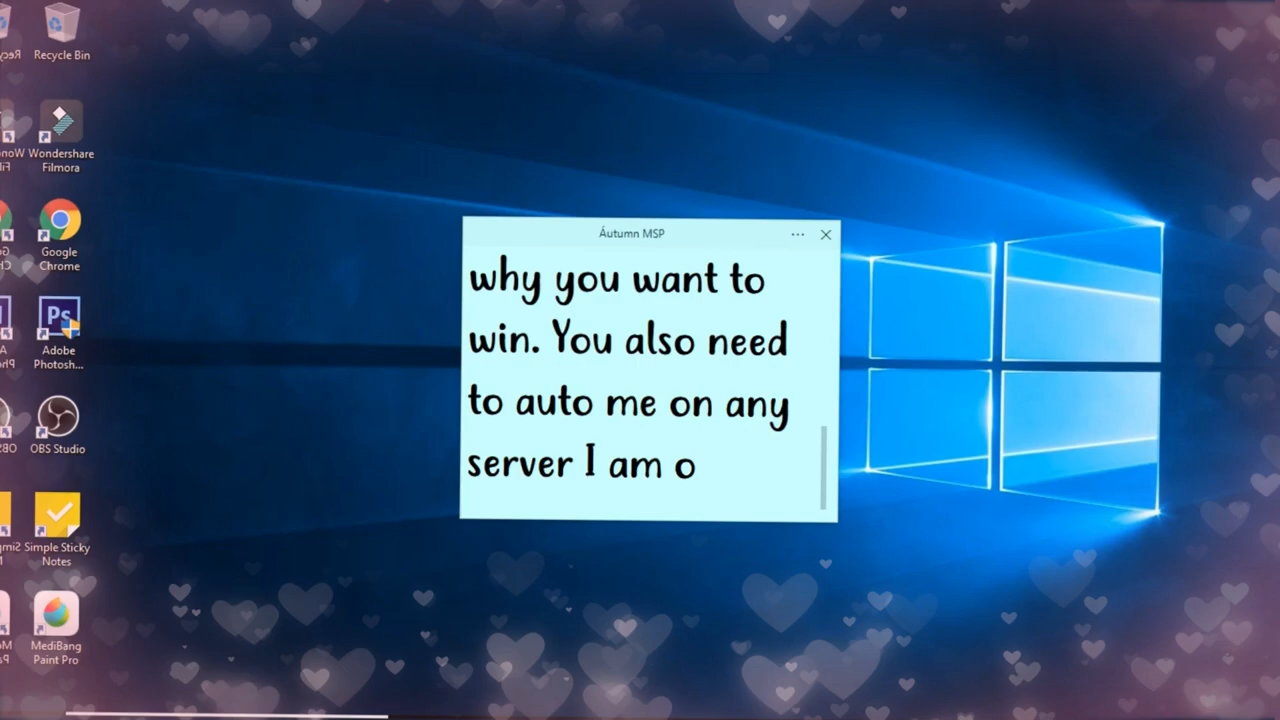 Recycle Bin
Wondershare
Filmora
Google
Chrome
Ps
Adobe
Photosh...
OBS Studio
Simple Sticky
Notes
MediBang
Paint Pro
Áutumn MSP
why you want to
win. You also need
to auto me on any
server I am o